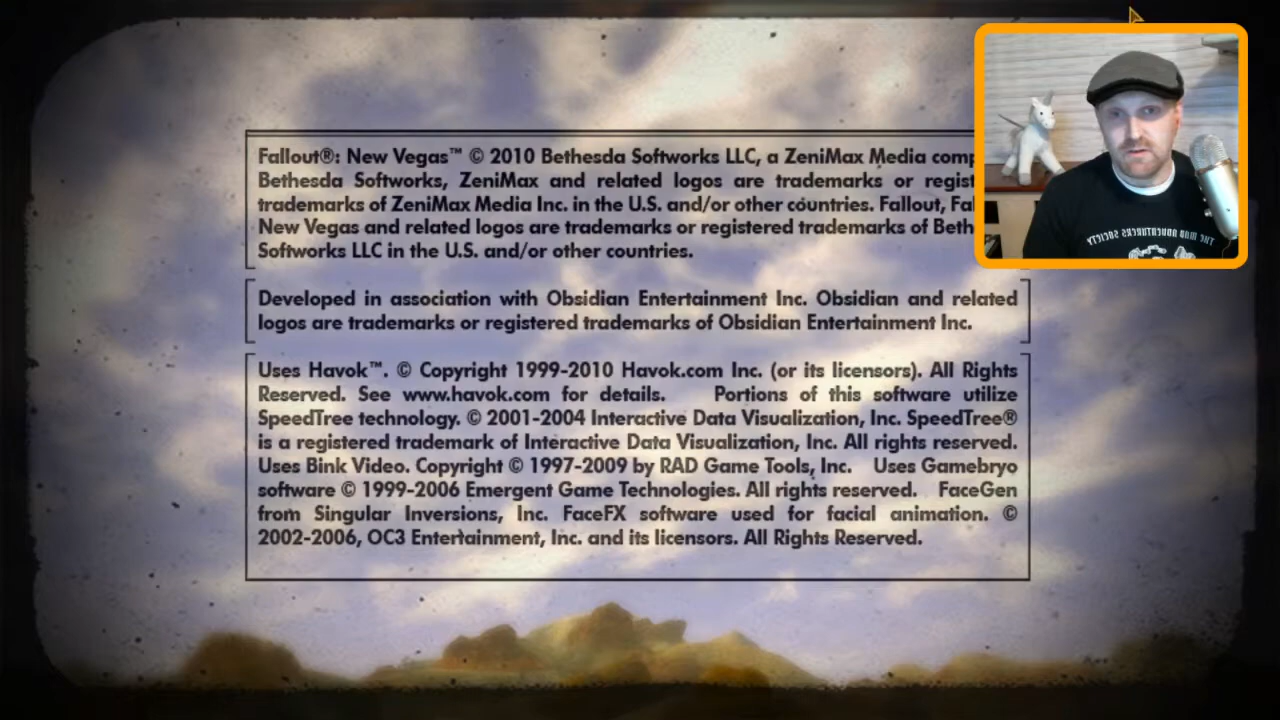 Fallout®: New Vegas™ © 2010 Bethesda Softworks LLC, a ZeniMax Media
Bethesda Softworks, ZeniMax and related logos are trademarks or
trademarks of ZeniMax Media Inc. in the U.S. and/or other countries. Fallout,
New Vegas and related logos are trademarks or registered trademarks of
Softworks LLC in the U.S. and/or other countries.
Developed in association with Obsidian Entertainment Inc. Obsidian and related
logos are trademarks or registered trademarks of Obsidian Entertainment Inc.
Uses Havok™. © Copyright 1999-2010 Havok.com Inc. (or its licensors). All Rights
Reserved. See www.havok.com for details. Portions of this software utilize
SpeedTree technology. © 2001-2004 Interactive Data Visualization, Inc. SpeedTree®
is a registered trademark of Interactive Data Visualization, Inc. All rights reserved.
Uses Bink Video. Copyright © 1997-2009 by RAD Game Tools, Inc. Uses Gamebryo
software © 1999-2006 Emergent Game Technologies. All rights reserved. FaceGen
from Singular Inversions, Inc. FaceFX software used for facial animation. ©
2002-2006, OC3 Entertainment, Inc. and its licensors. All Rights Reserved.
THE MAD ADVENTURERS SOCIETY